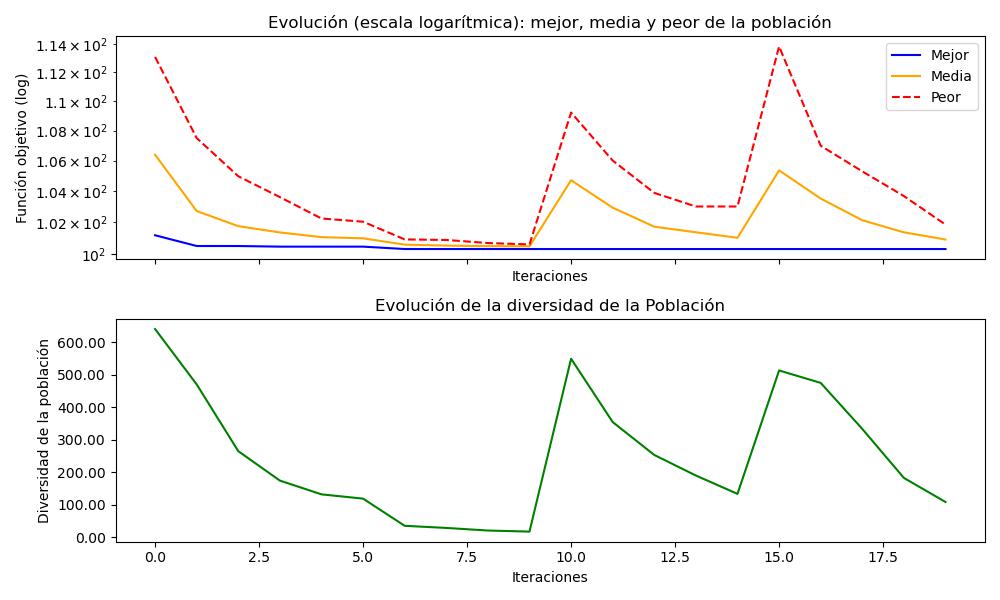 Evolución (escala logarítmica): mejor, media y peor de la población
1.14 × 10²
1.12 × 10²
1.1 × 10²
1.08 × 10²
1.06 × 10²
1.04 × 10²
1.02 × 10²
10²
Función objetivo (log)
Mejor
Media
Peor
Iteraciones
Evolución de la diversidad de la Población
600.00
500.00
400.00
300.00
200.00
100.00
0.00
Diversidad de la población
0.0 2.5 5.0 7.5 10.0 12.5 15.0 17.5
Iteraciones